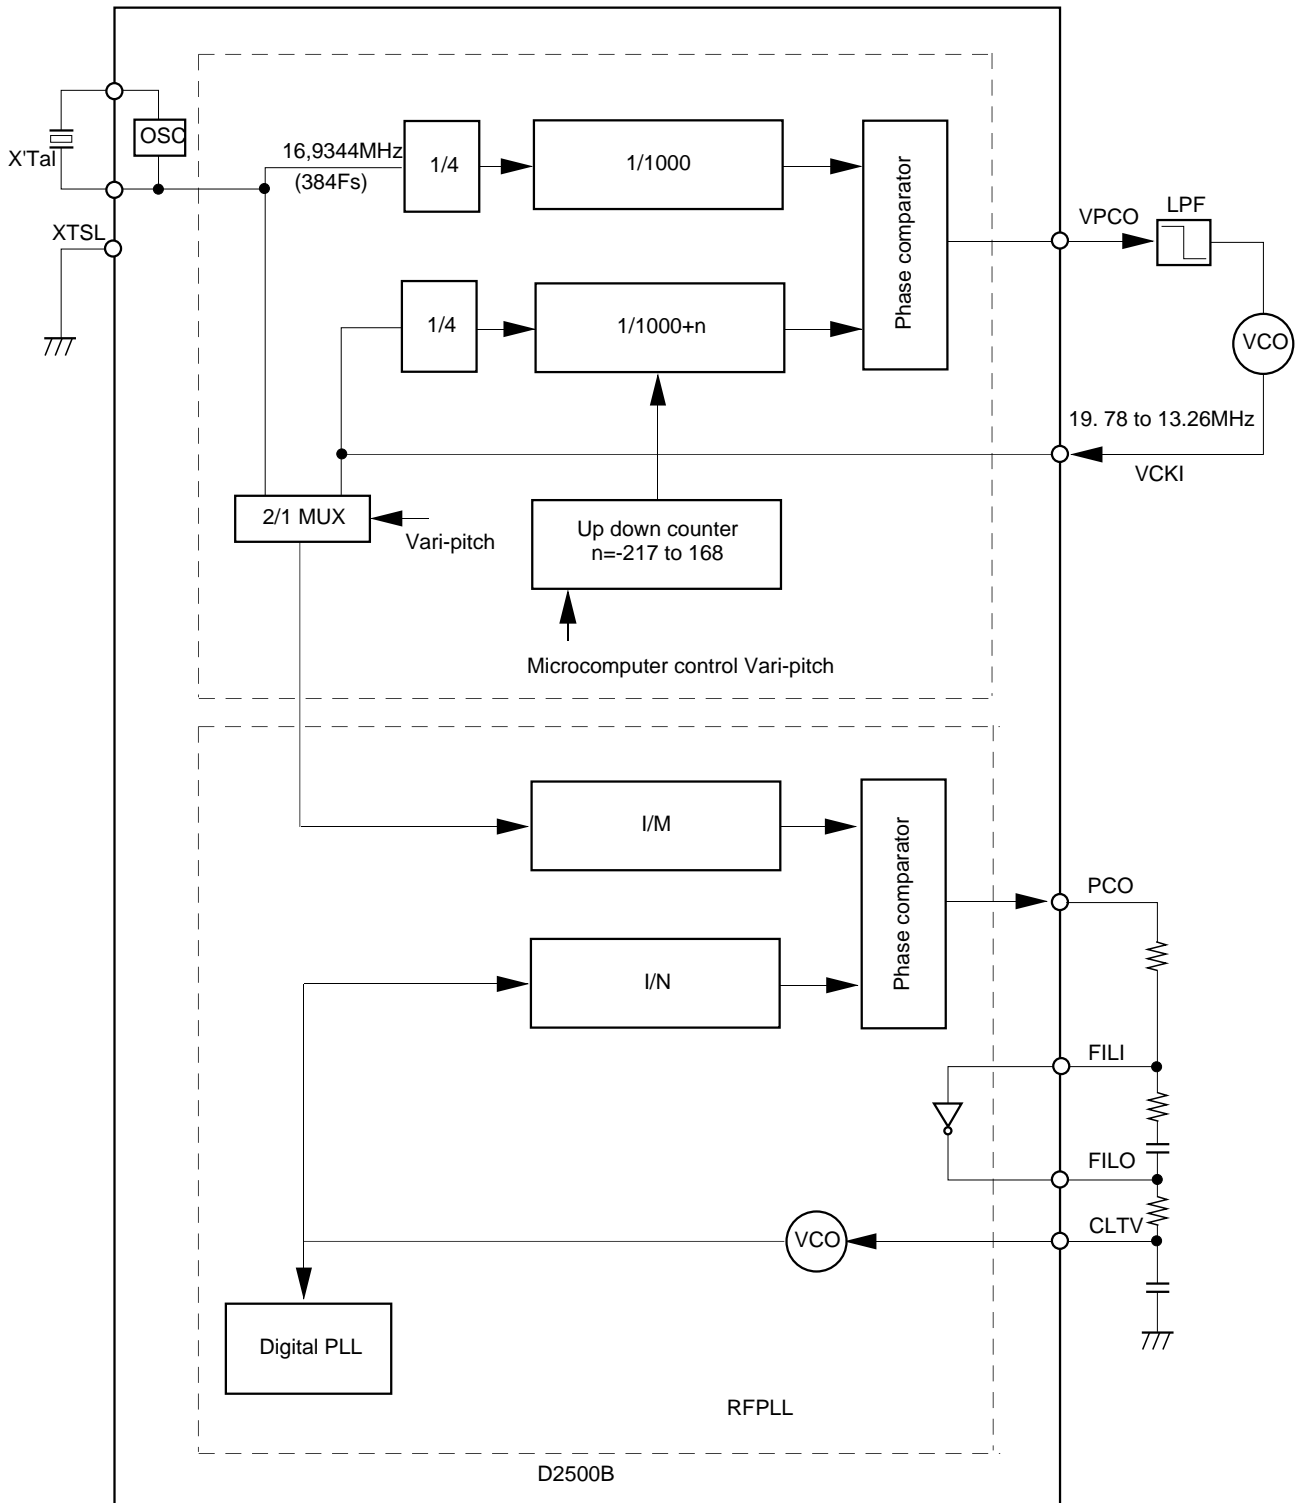 X'Tal
OSC
XTSL
16,9344MHz
(384Fs)
1/4
1/1000
Phase comparator
VPCO
LPF
1/4
1/1000+n
VCO
19. 78 to 13.26MHz
VCKI
2/1 MUX
Vari-pitch
Up down counter
n=-217 to 168
Microcomputer control Vari-pitch
I/M
Phase comparator
PCO
I/N
FILI
FILO
CLTV
VCO
Digital PLL
RFPLL
D2500B